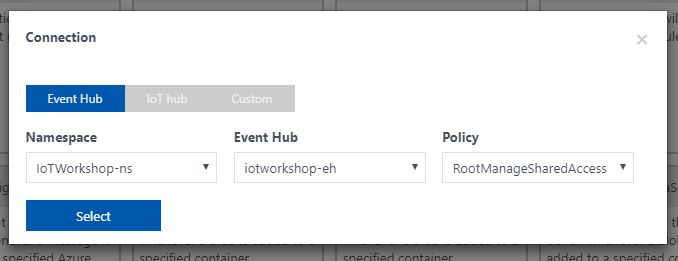 Connection
×
Event Hub IoT hub Custom
Namespace Event Hub Policy
IoTWorkshop-ns iotworkshop-eh RootManageSharedAccess
Select
specified Azure specified container specified container added to a specified co